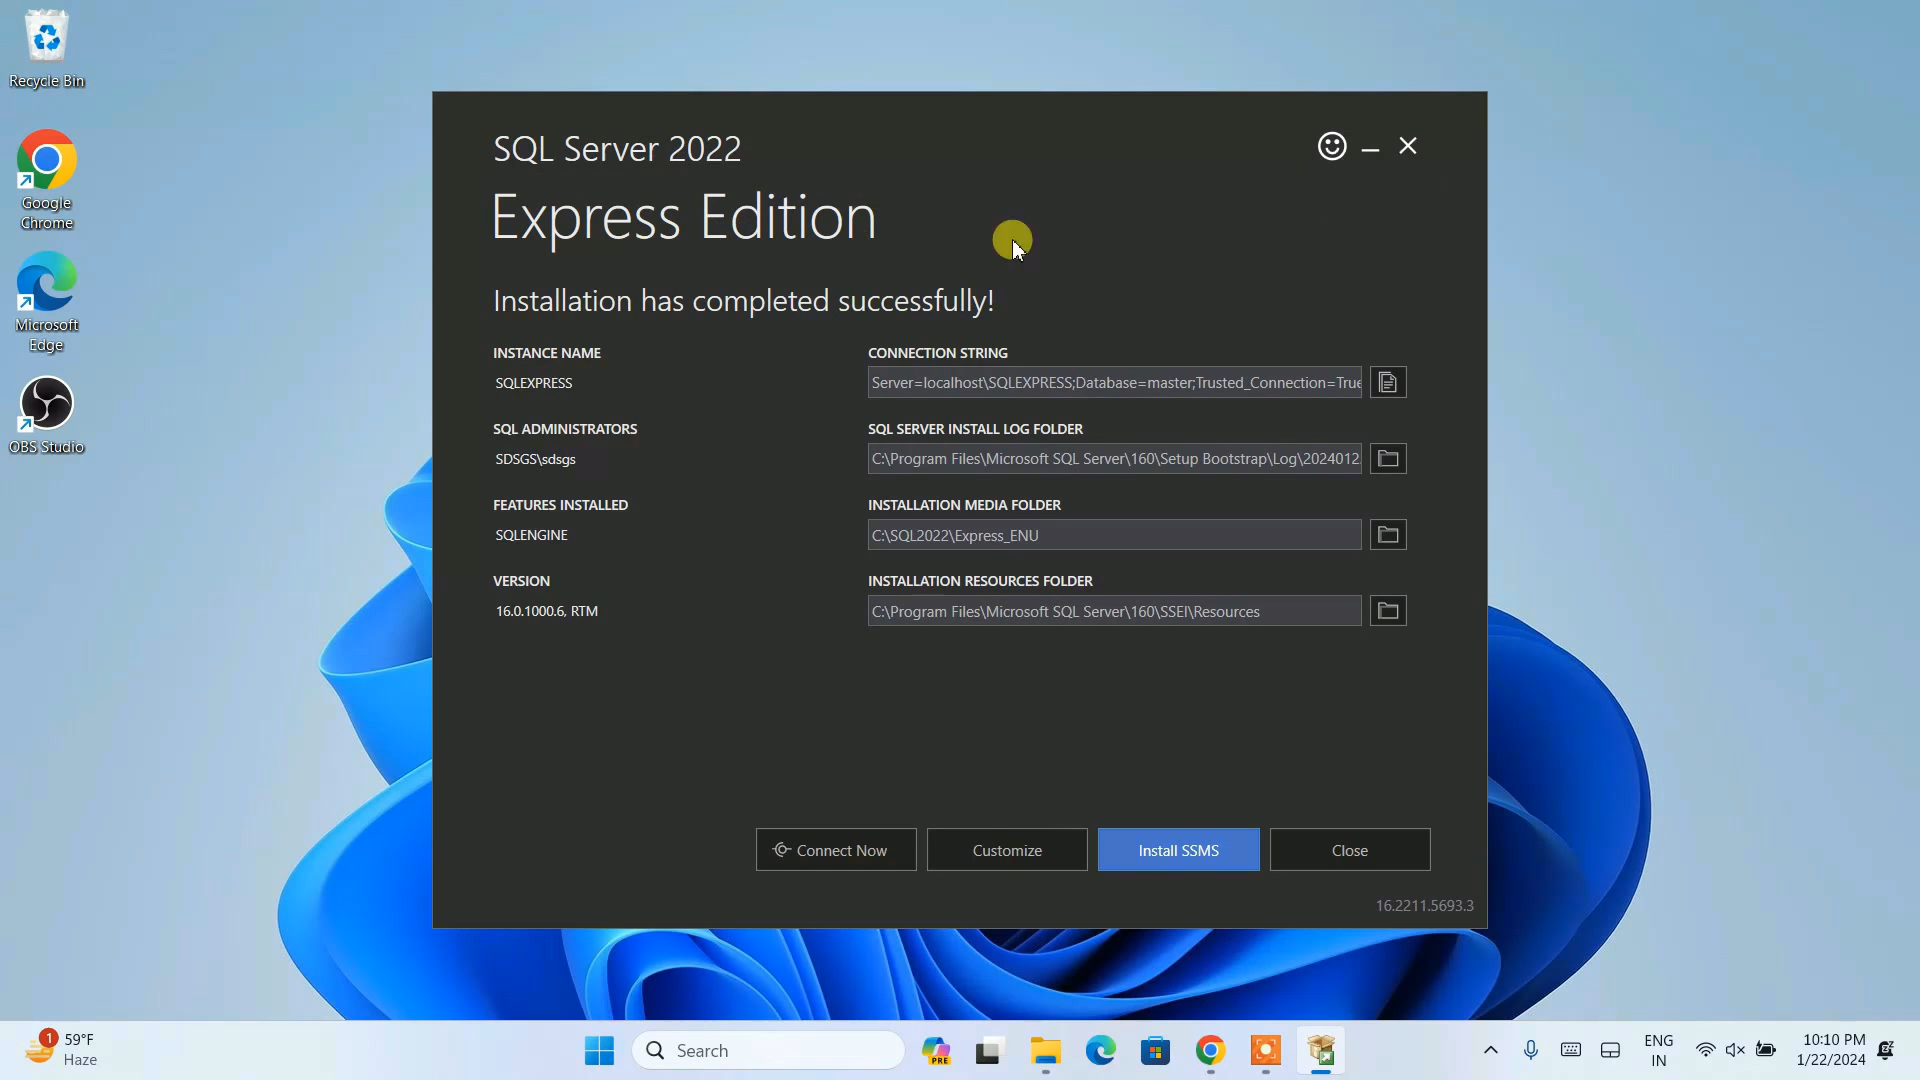 Recycle Bin
Google
Chrome
Microsoft
Edge
OBS Studio
SQL Server 2022
Express Edition
Installation has completed successfully!
INSTANCE NAME
SQLEXPRESS
CONNECTION STRING
Server=localhost\SQLEXPRESS;Database=master;Trusted_Connection=True
SQL ADMINISTRATORS
SDSGS\sdsgs
SQL SERVER INSTALL LOG FOLDER
C:\Program Files\Microsoft SQL Server\160\Setup Bootstrap\Log\2024012
FEATURES INSTALLED
SQLENGINE
INSTALLATION MEDIA FOLDER
C:\SQL2022\Express_ENU
VERSION
16.0.1000.6, RTM
INSTALLATION RESOURCES FOLDER
C:\Program Files\Microsoft SQL Server\160\SSEI\Resources
Connect Now
Customize
Install SSMS
Close
16.2211.5693.3
1
59°F
Haze
Search
PRE
ENG
IN
10:10 PM
1/22/2024